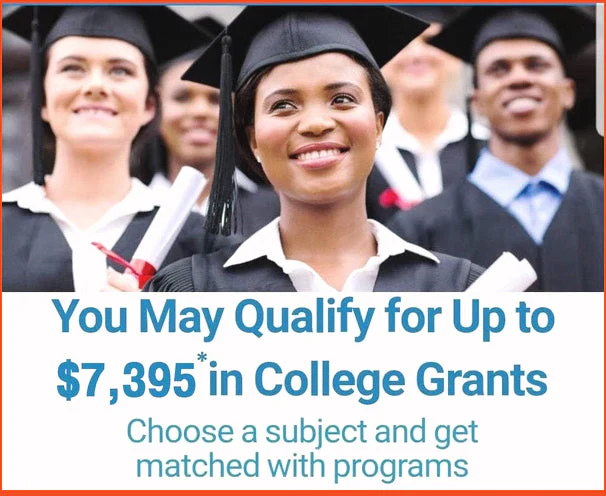 You May Qualify for Up to
$7,395* in College Grants
Choose a subject and get
matched with programs